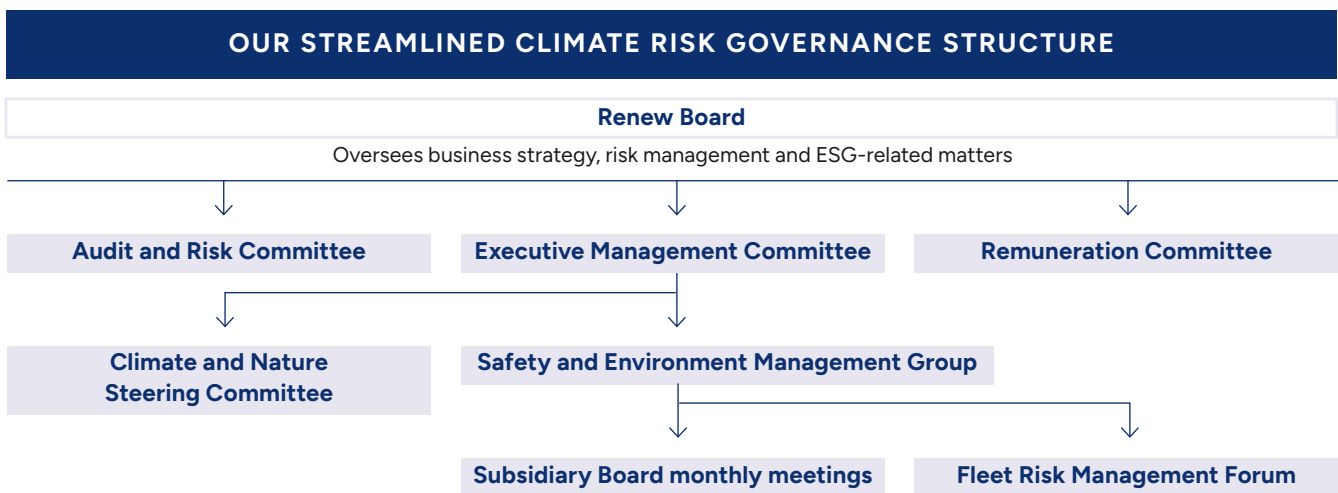 OUR STREAMLINED CLIMATE RISK GOVERNANCE STRUCTURE
Renew Board
Oversees business strategy, risk management and ESG-related matters
Audit and Risk Committee
Executive Management Committee
Remuneration Committee
Climate and Nature
Steering Committee
Safety and Environment Management Group
Subsidiary Board monthly meetings
Fleet Risk Management Forum